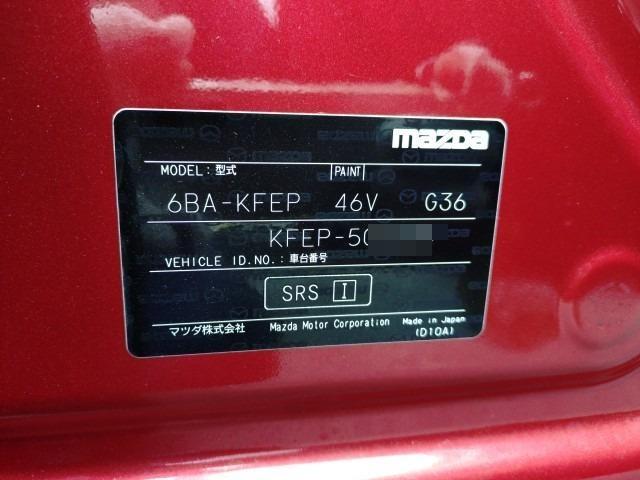 mazda
MODEL: 型式 PAINT
6BA-KFEP 46V G36
KFEP-50
VEHICLE ID.NO.: 車台番号
SRS I
マツダ株式会社 Mazda Motor Corporation Made in Japan
(D10A)